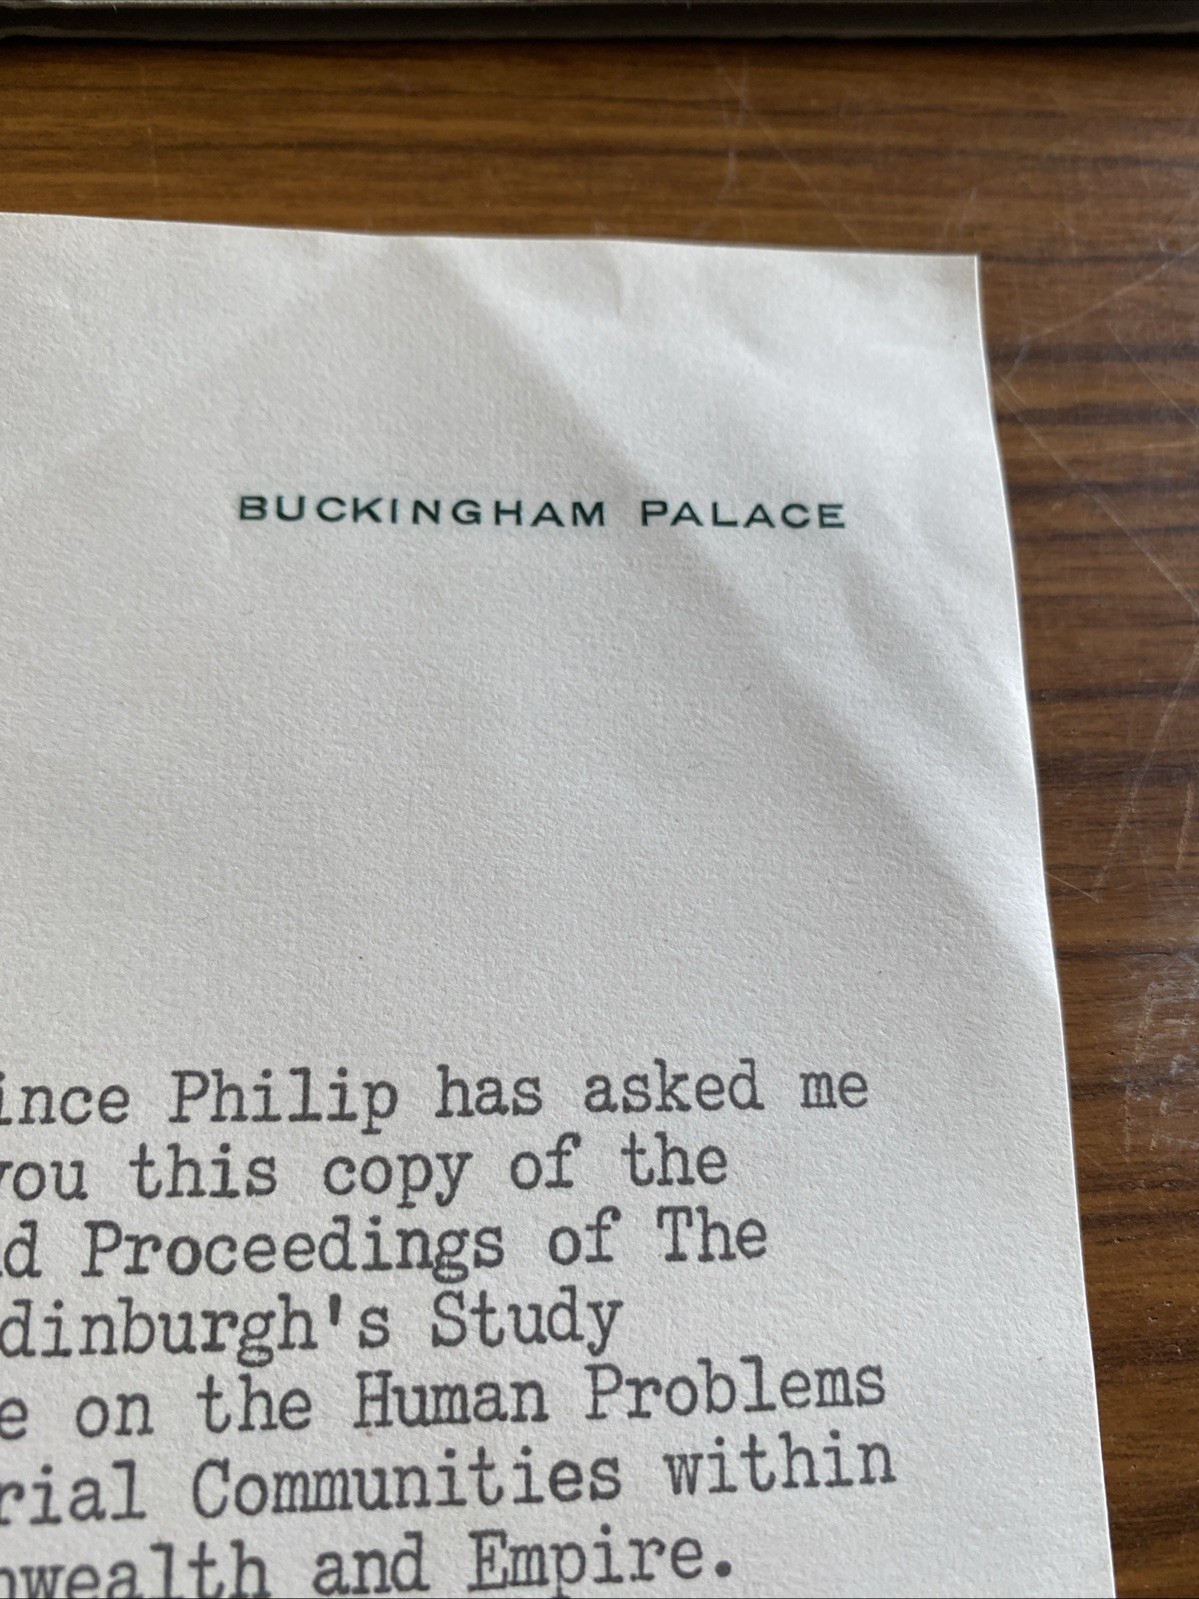 BUCKINGHAM PALACE
ince Philip has asked me
you this copy of the
d Proceedings of The
dinburgh's Study
e on the Human Problems
rial Communities within
nwealth and Empire.